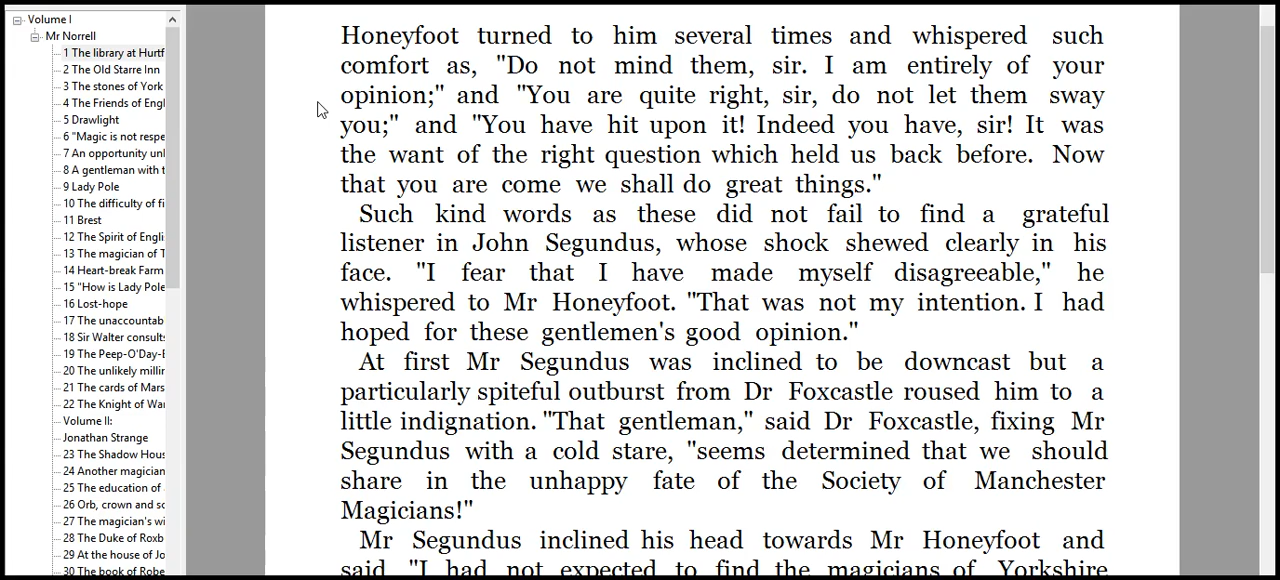 Volume I
Mr Norrell
1 The library at Hurtf
2 The Old Starre Inn
3 The stones of York
4 The Friends of Engl
5 Drawlight
6 "Magic is not respe
7 An opportunity unl
8 A gentleman with t
9 Lady Pole
10 The difficulty of fi
11 Brest
12 The Spirit of Engli
13 The magician of T
14 Heart-break Farm
15 "How is Lady Pole
16 Lost-hope
17 The unaccountab
18 Sir Walter consults
19 The Peep-O'Day-B
20 The unlikely millin
21 The cards of Mars
22 The Knight of Wan
Volume II:
Jonathan Strange
23 The Shadow Hous
24 Another magician
25 The education of
26 Orb, crown and sc
27 The magician's wi
28 The Duke of Roxb
29 At the house of Jo
30 The book of Robe
Honeyfoot turned to him several times and whispered such
comfort as, "Do not mind them, sir. I am entirely of your
opinion;" and "You are quite right, sir, do not let them sway
you;" and "You have hit upon it! Indeed you have, sir! It was
the want of the right question which held us back before. Now
that you are come we shall do great things."
Such kind words as these did not fail to find a grateful
listener in John Segundus, whose shock shewed clearly in his
face. "I fear that I have made myself disagreeable," he
whispered to Mr Honeyfoot. "That was not my intention. I had
hoped for these gentlemen's good opinion."
At first Mr Segundus was inclined to be downcast but a
particularly spiteful outburst from Dr Foxcastle roused him to a
little indignation. "That gentleman," said Dr Foxcastle, fixing Mr
Segundus with a cold stare, "seems determined that we should
share in the unhappy fate of the Society of Manchester
Magicians!"
Mr Segundus inclined his head towards Mr Honeyfoot and
said, "I had not expected to find the magicians of Yorkshire